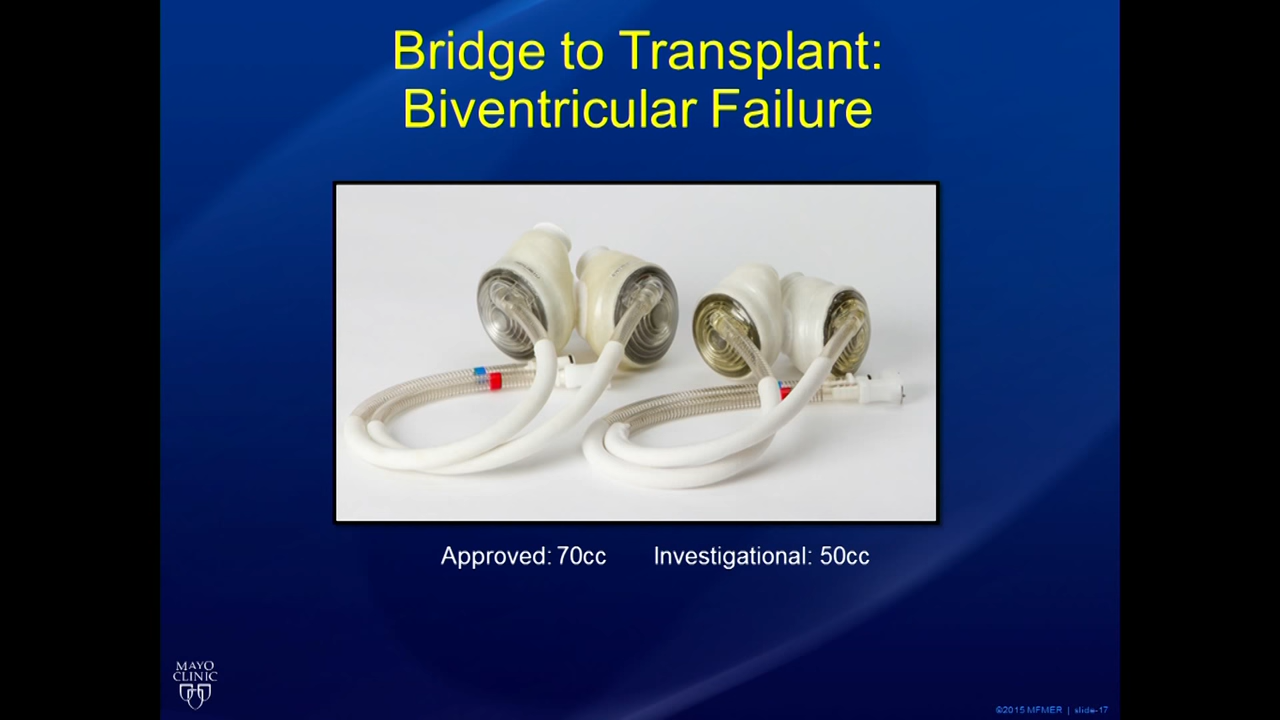 Bridge to Transplant:
Biventricular Failure
Approved: 70cc Investigational: 50cc
MAYO
CLINIC
©2015 MFMER | slide-17